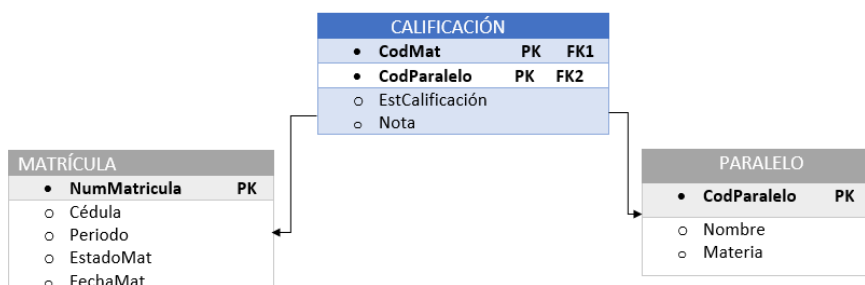 CALIFICACIÓN
• CodMat PK FK1
• CodParalelo PK FK2
○ EstCalificación
○ Nota
MATRÍCULA
• NumMatricula PK
○ Cédula
○ Periodo
○ EstadoMat
○ FechaMat
PARALELO
• CodParalelo PK
○ Nombre
○ Materia